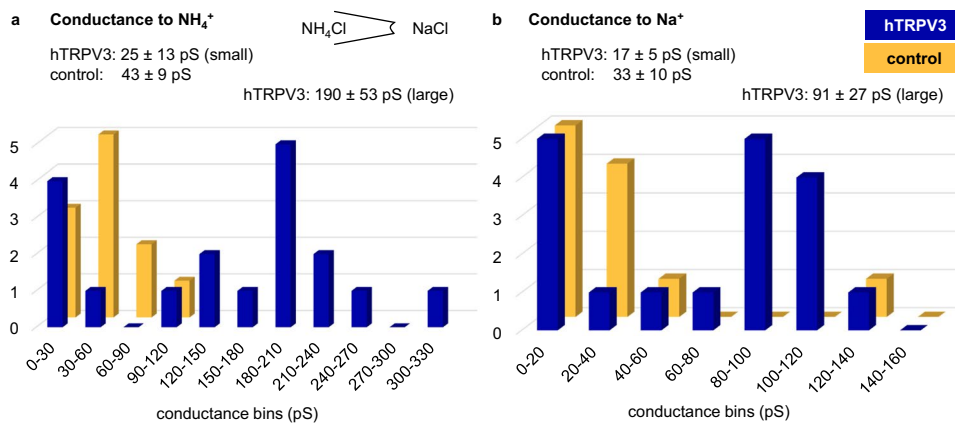 a Conductance to NH₄⁺
NH₄Cl NaCl
hTRPV3: 25 ± 13 pS (small)
control: 43 ± 9 pS
hTRPV3: 190 ± 53 pS (large)
5
4
3
2
1
0
0-30
30-60
60-90
90-120
120-150
150-180
180-210
210-240
240-270
270-300
300-330
conductance bins (pS)
b Conductance to Na⁺
hTRPV3
control
hTRPV3: 17 ± 5 pS (small)
control: 33 ± 10 pS
hTRPV3: 91 ± 27 pS (large)
5
4
3
2
1
0
0-20
20-40
40-60
60-80
80-100
100-120
120-140
140-160
conductance bins (pS)